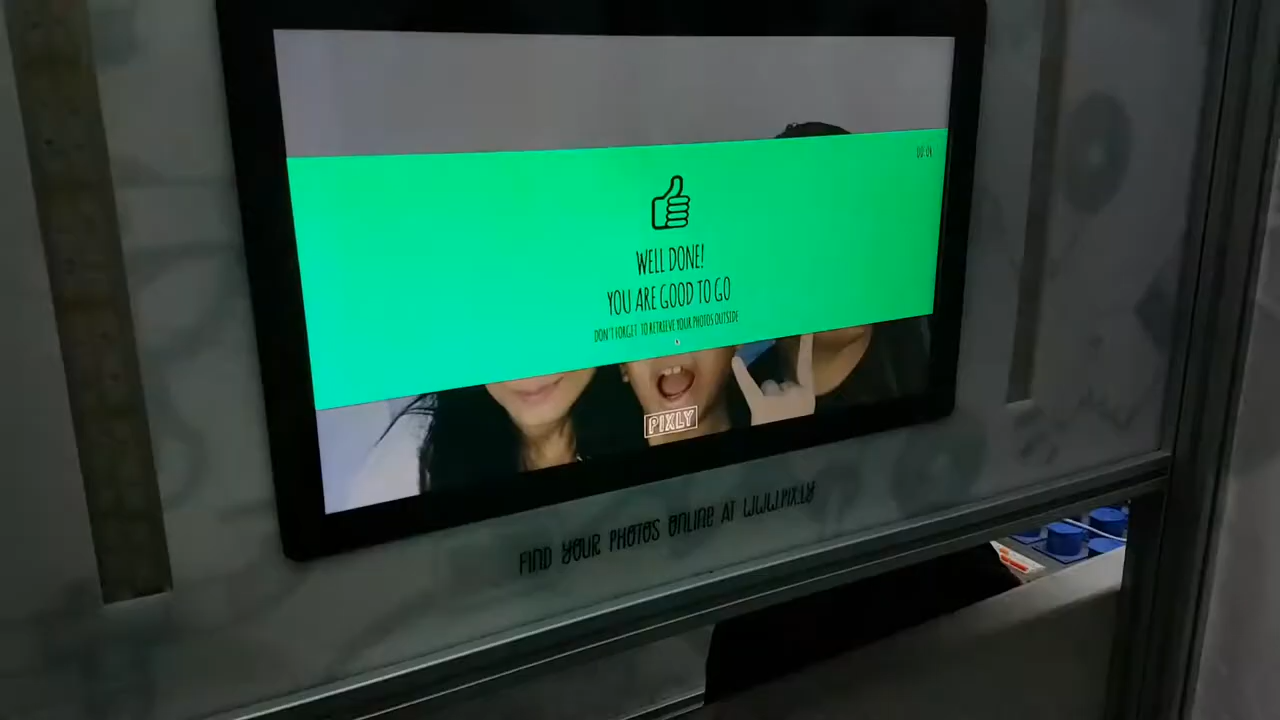 WELL DONE!
YOU ARE GOOD TO GO
DON'T FORGET TO RETRIEVE YOUR PHOTOS OUTSIDE
PIXLY
FIND YOUR PHOTOS ONLINE AT WWW.PIX.LY